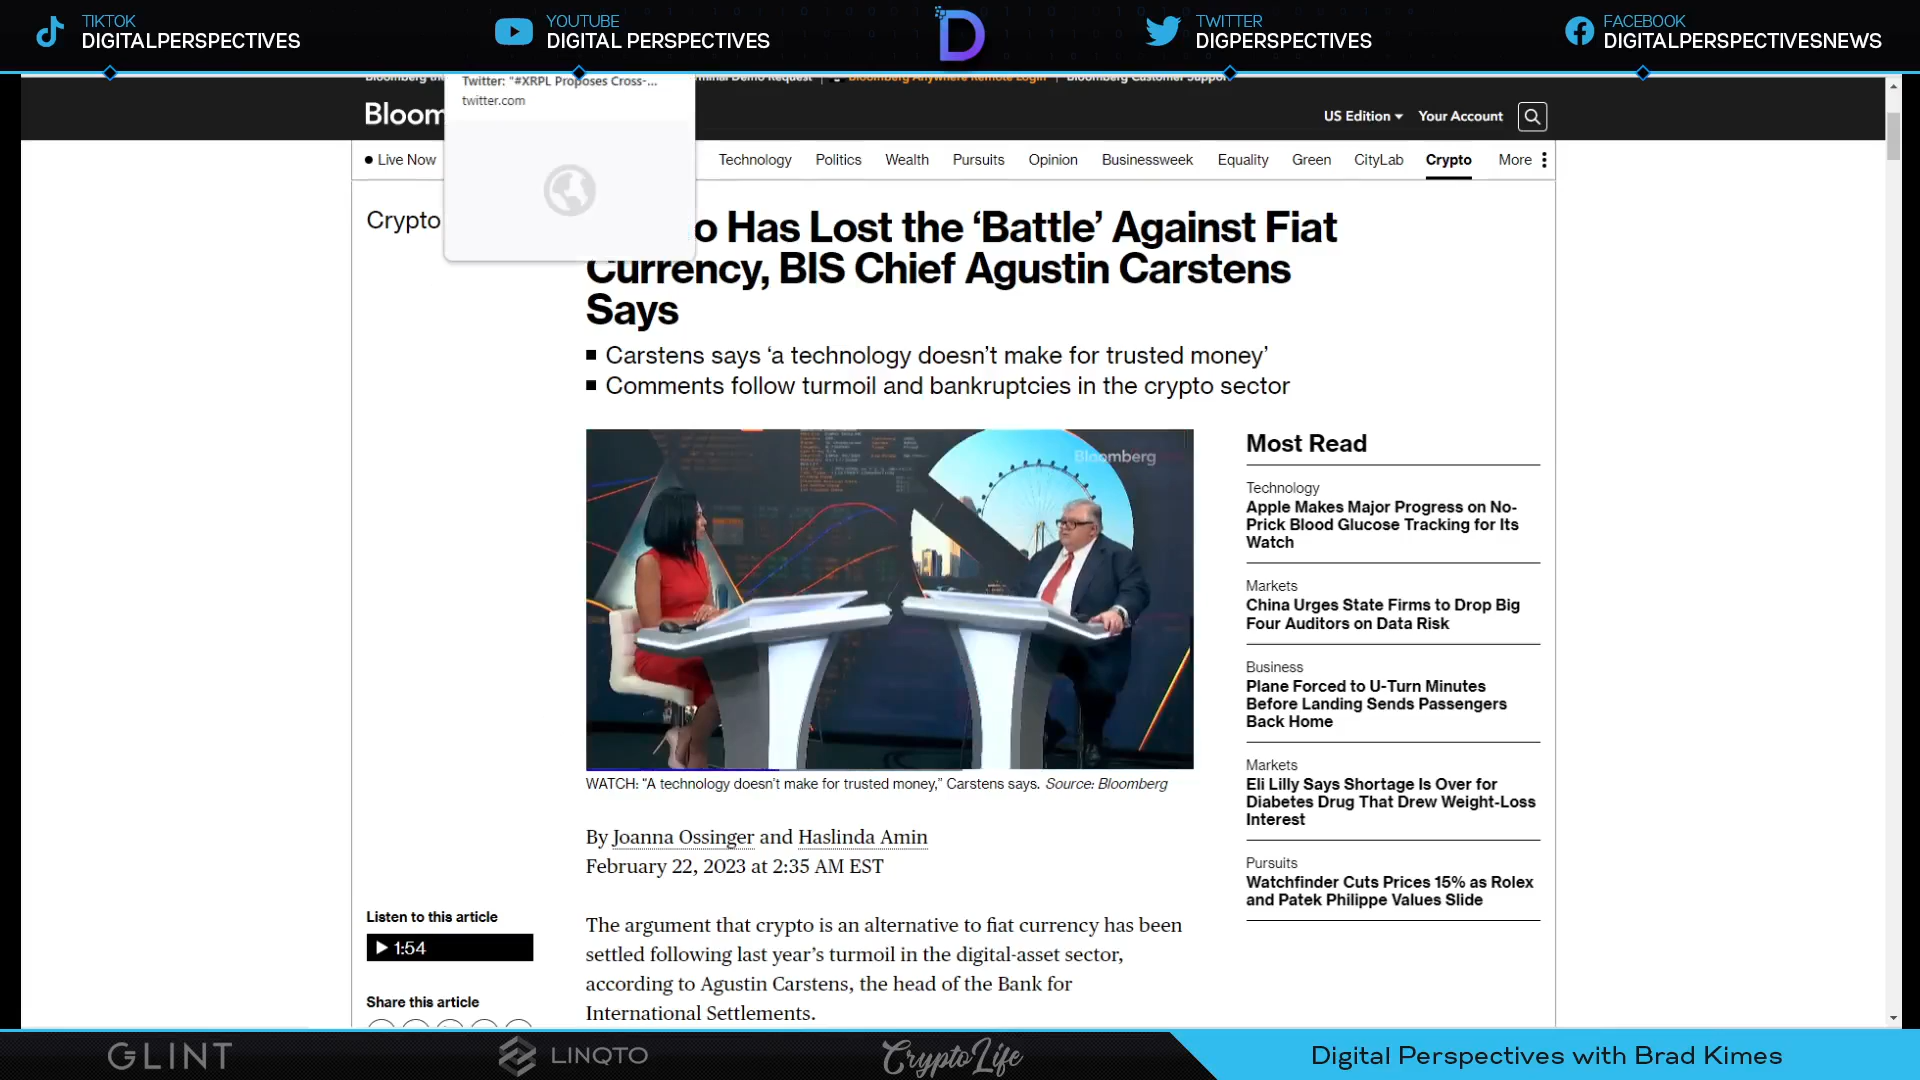 TIKTOK
DIGITALPERSPECTIVES
YOUTUBE
DIGITAL PERSPECTIVES
D
TWITTER
DIGPERSPECTIVES
FACEBOOK
DIGITALPERSPECTIVESNEWS
Demo Request
Bloomberg Anywhere Remote Login
Bloomberg Customer Suppor
Twitter: "#XRPL Proposes Cross-...
twitter.com
Bloom
US Edition
Your Account
Live Now
Technology
Politics
Wealth
Pursuits
Opinion
Businessweek
Equality
Green
CityLab
Crypto
More
Crypto
o Has Lost the ‘Battle’ Against Fiat
Currency, BIS Chief Agustin Carstens
Says
Carstens says ‘a technology doesn’t make for trusted money’
Comments follow turmoil and bankruptcies in the crypto sector
Bloomberg
WATCH: “A technology doesn’t make for trusted money,” Carstens says. Source: Bloomberg
By Joanna Ossinger and Haslinda Amin
February 22, 2023 at 2:35 AM EST
Listen to this article
1:54
Share this article
The argument that crypto is an alternative to fiat currency has been
settled following last year’s turmoil in the digital-asset sector,
according to Agustin Carstens, the head of the Bank for
International Settlements.
Most Read
Technology
Apple Makes Major Progress on No-
Prick Blood Glucose Tracking for Its
Watch
Markets
China Urges State Firms to Drop Big
Four Auditors on Data Risk
Business
Plane Forced to U-Turn Minutes
Before Landing Sends Passengers
Back Home
Markets
Eli Lilly Says Shortage Is Over for
Diabetes Drug That Drew Weight-Loss
Interest
Pursuits
Watchfinder Cuts Prices 15% as Rolex
and Patek Philippe Values Slide
GLINT
LINQTO
CryptoLife
Digital Perspectives with Brad Kimes